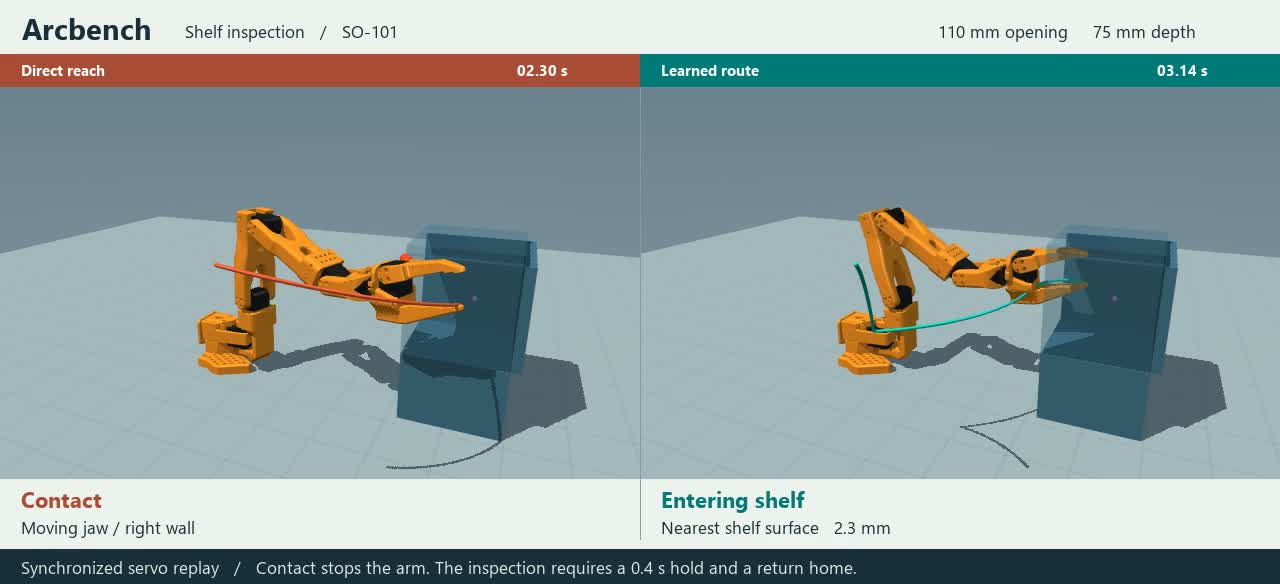 Arcbench Shelf inspection / SO-101 110 mm opening 75 mm depth
Direct reach 02.30 s
Learned route 03.14 s
Contact
Moving jaw / right wall
Entering shelf
Nearest shelf surface 2.3 mm
Synchronized servo replay / Contact stops the arm. The inspection requires a 0.4 s hold and a return home.